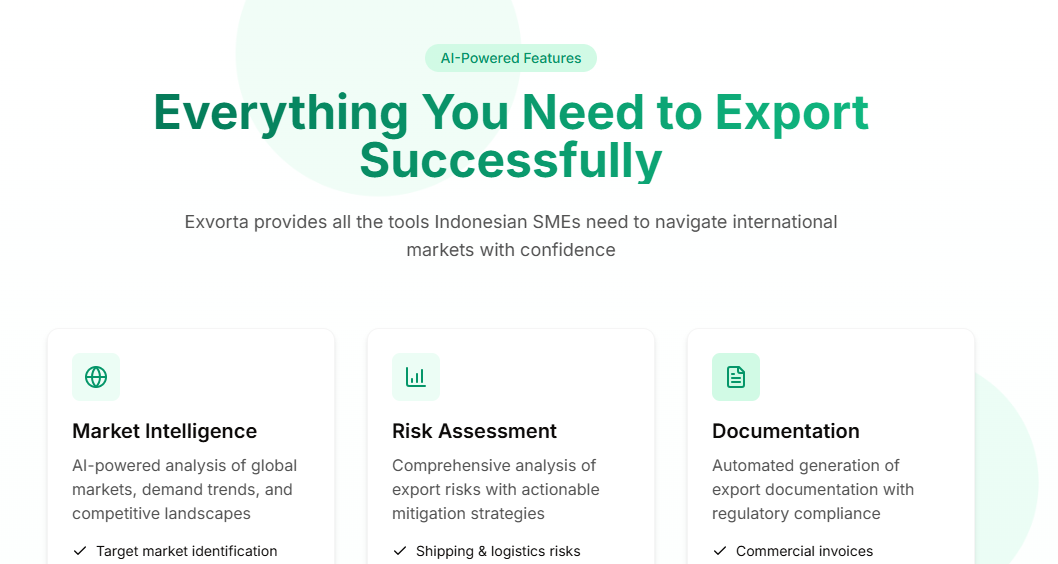 AI-Powered Features
Everything You Need to Export
Successfully
Exvorta provides all the tools Indonesian SMEs need to navigate international
markets with confidence
Market Intelligence
AI-powered analysis of global
markets, demand trends, and
competitive landscapes
Target market identification
Risk Assessment
Comprehensive analysis of
export risks with actionable
mitigation strategies
Shipping & logistics risks
Documentation
Automated generation of
export documentation with
regulatory compliance
Commercial invoices